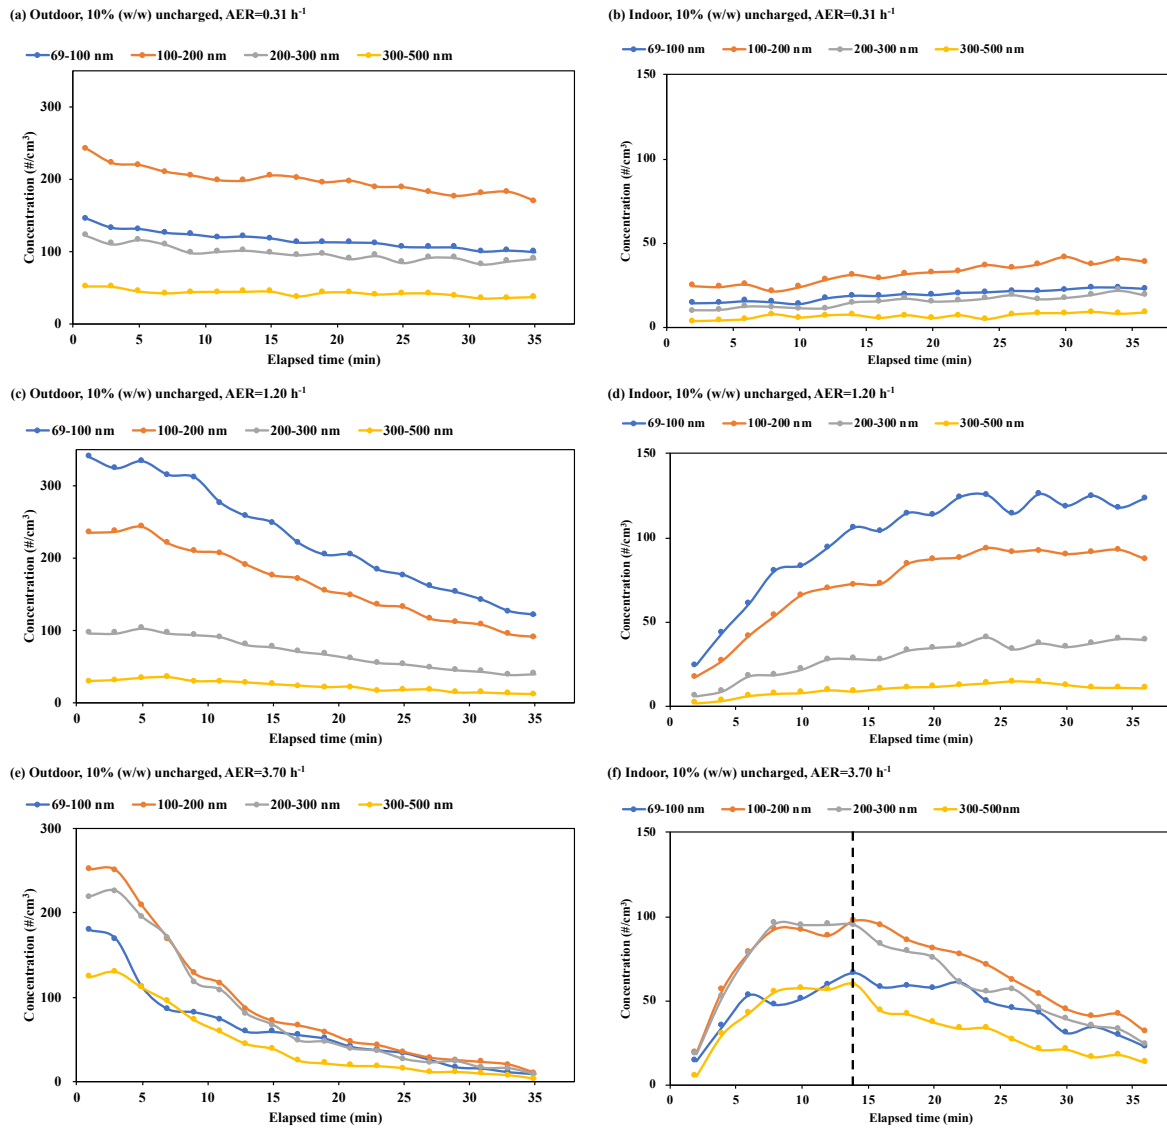 (a) Outdoor, 10% (w/w) uncharged, AER=0.31 h⁻¹
69-100 nm 100-200 nm 200-300 nm 300-500 nm
300
200
100
0
Concentration (#/cm³)
0 5 10 15 20 25 30 35
Elapsed time (min)
(b) Indoor, 10% (w/w) uncharged, AER=0.31 h⁻¹
69-100 nm 100-200 nm 200-300 nm 300-500 nm
150
100
50
0
Concentration (#/cm³)
0 5 10 15 20 25 30 35
Elapsed time (min)
(c) Outdoor, 10% (w/w) uncharged, AER=1.20 h⁻¹
69-100 nm 100-200 nm 200-300 nm 300-500 nm
300
200
100
0
Concentration (#/cm³)
0 5 10 15 20 25 30 35
Elapsed time (min)
(d) Indoor, 10% (w/w) uncharged, AER=1.20 h⁻¹
69-100 nm 100-200 nm 200-300 nm 300-500 nm
150
100
50
0
Concentration (#/cm³)
0 5 10 15 20 25 30 35
Elapsed time (min)
(e) Outdoor, 10% (w/w) uncharged, AER=3.70 h⁻¹
69-100 nm 100-200 nm 200-300 nm 300-500 nm
300
200
100
0
Concentration (#/cm³)
0 5 10 15 20 25 30 35
Elapsed time (min)
(f) Indoor, 10% (w/w) uncharged, AER=3.70 h⁻¹
69-100 nm 100-200 nm 200-300 nm 300-500nm
150
100
50
0
Concentration (#/cm³)
0 5 10 15 20 25 30 35
Elapsed time (min)